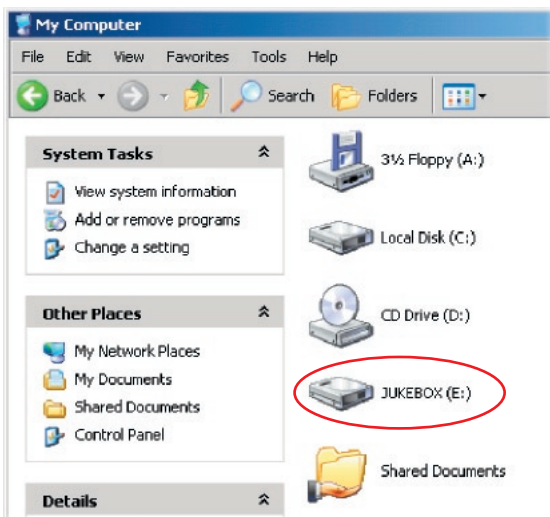 My Computer
File Edit View Favorites Tools Help
Back Search Folders
System Tasks
View system information
Add or remove programs
Change a setting
Other Places
My Network Places
My Documents
Shared Documents
Control Panel
Details
3½ Floppy (A:)
Local Disk (C:)
CD Drive (D:)
JUKEBOX (E:)
Shared Documents